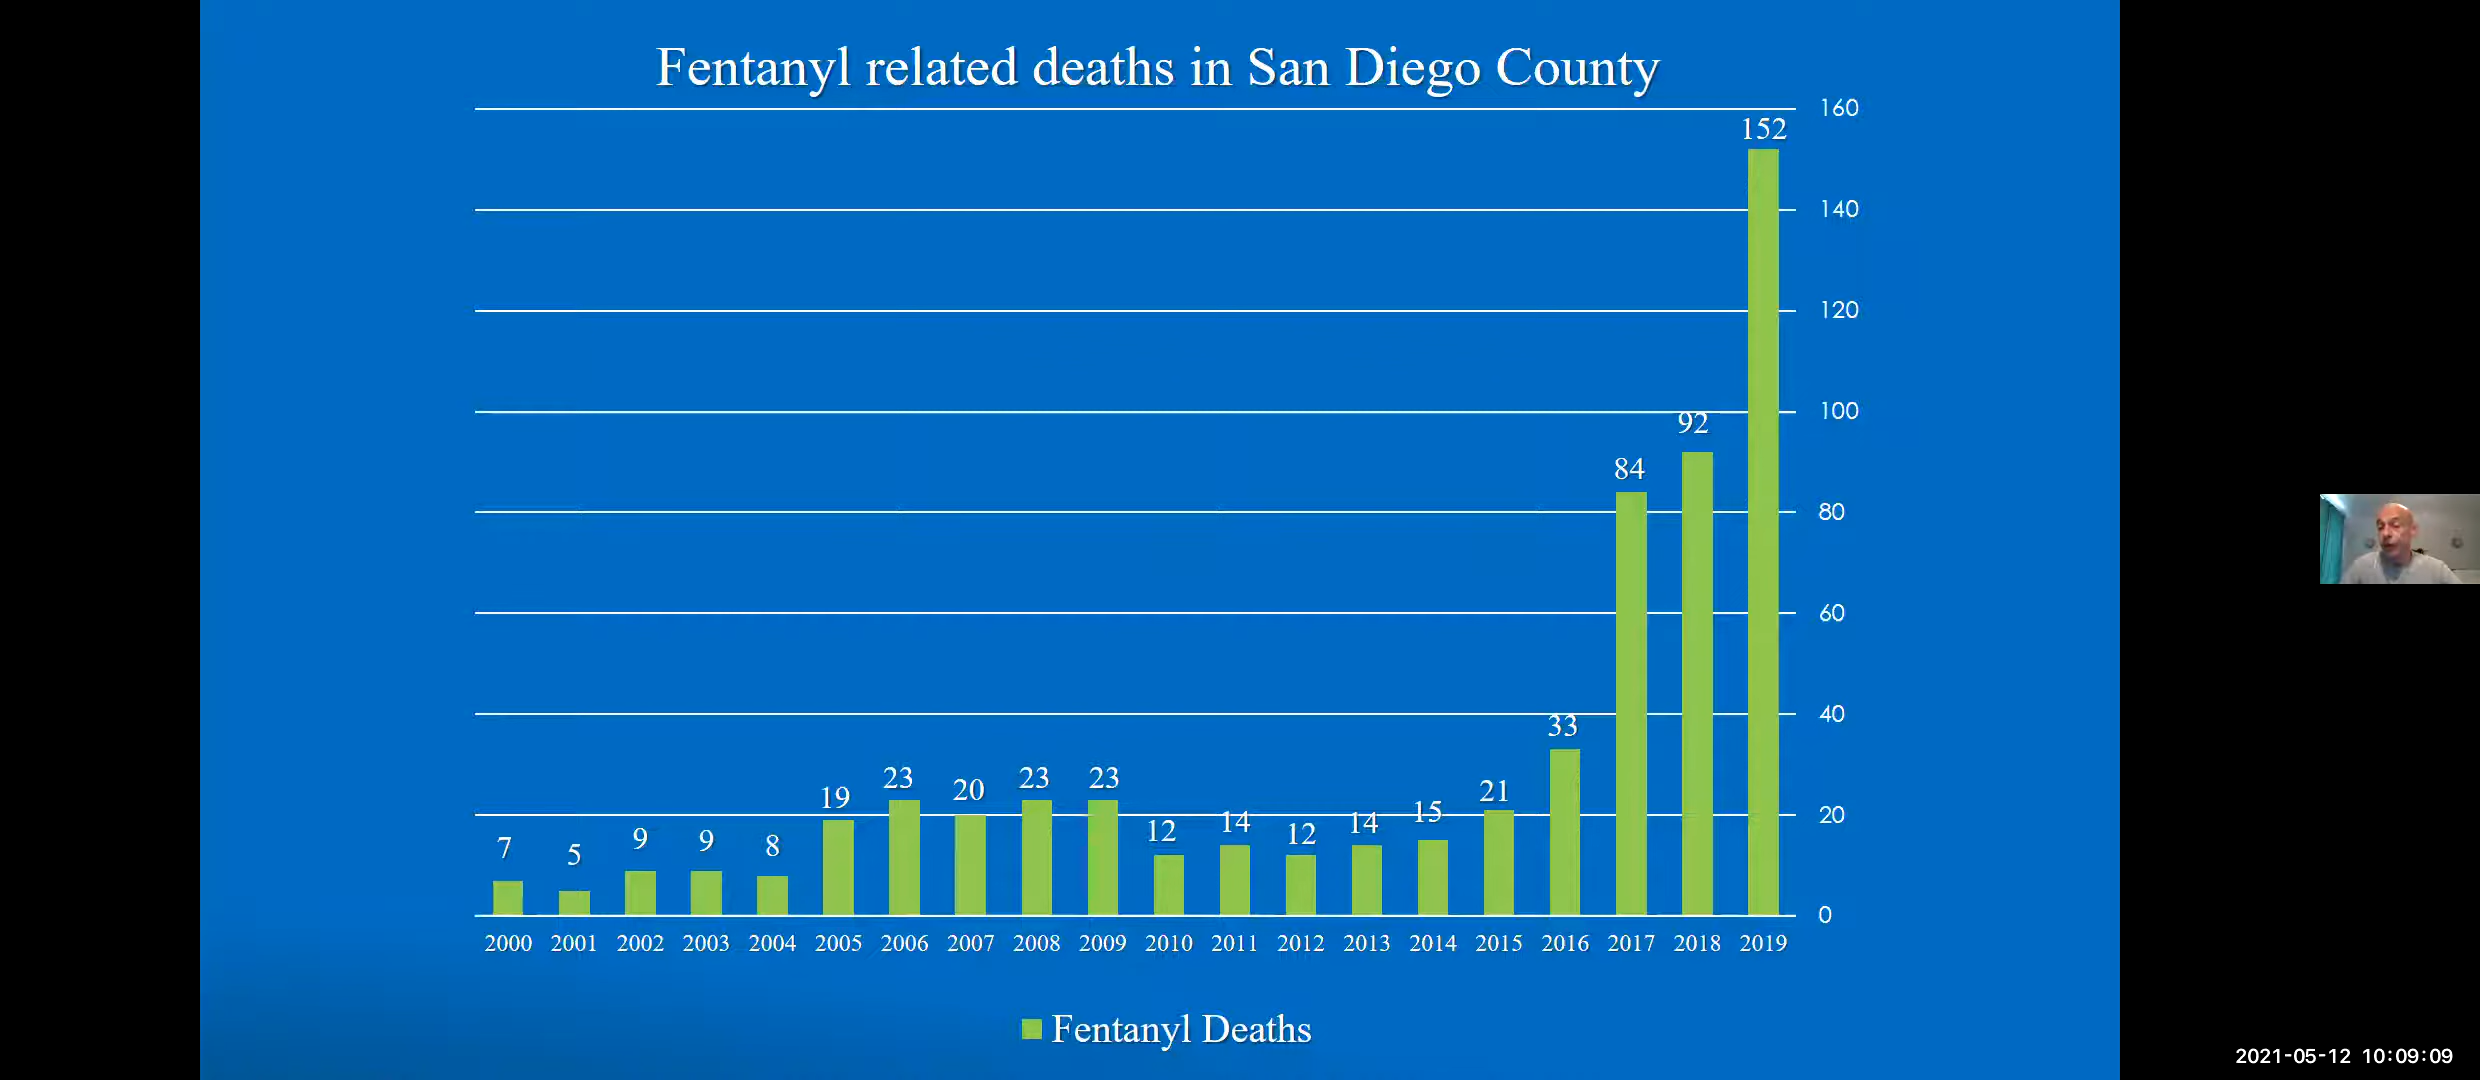 Fentanyl related deaths in San Diego County
160
152
140
120
100
92
84
80
60
40
33
23 23 23
19 20 21
20
7 5 9 9 8 12 14 12 14 15
0
2000 2001 2002 2003 2004 2005 2006 2007 2008 2009 2010 2011 2012 2013 2014 2015 2016 2017 2018 2019
Fentanyl Deaths
2021-05-12 10:09:09